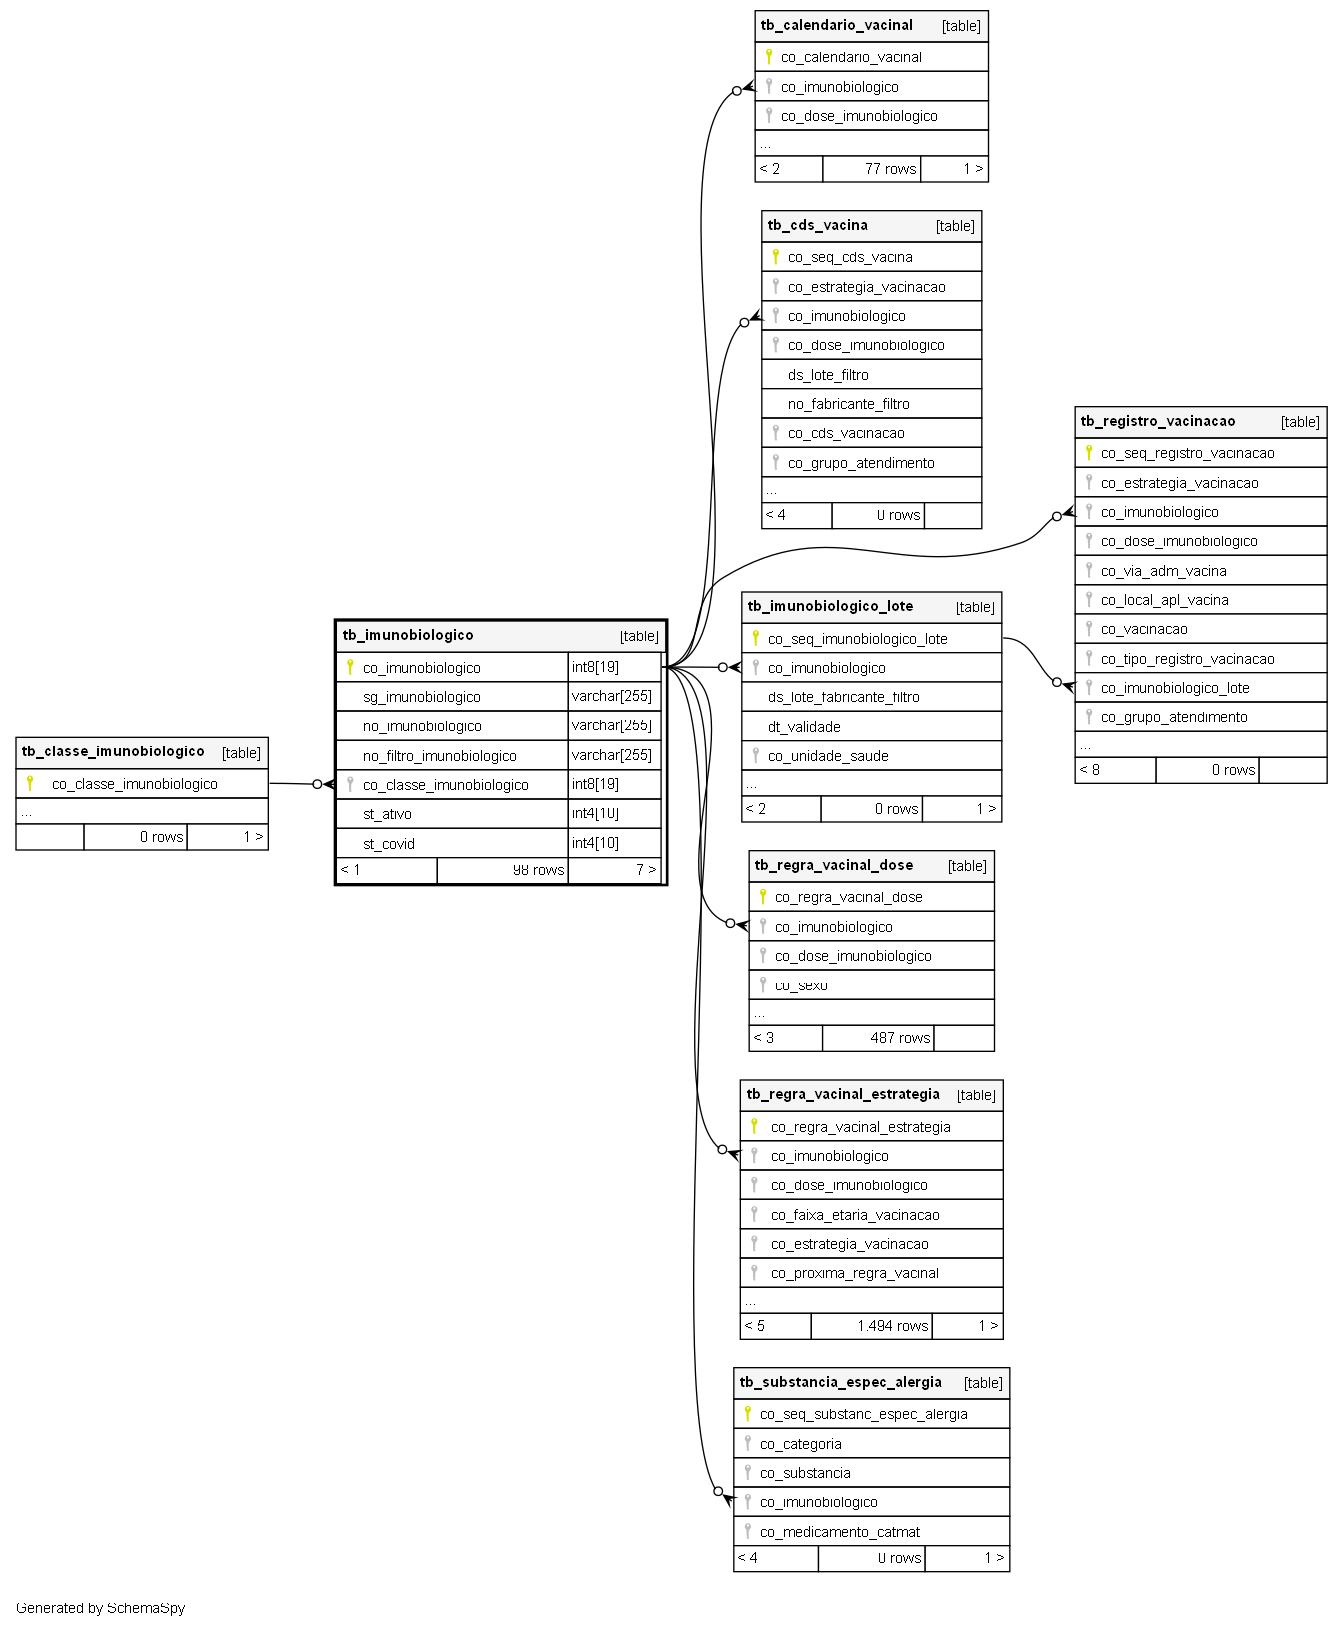 tb_calendario_vacinal [table]
co_calendario_vacinal
co_imunobiologico
co_dose_imunobiologico
...
< 2 77 rows 1 >
tb_cds_vacina [table]
co_seq_cds_vacina
co_estrategia_vacinacao
co_imunobiologico
co_dose_imunobiologico
ds_lote_filtro
no_fabricante_filtro
co_cds_vacinacao
co_grupo_atendimento
...
< 4 0 rows
tb_registro_vacinacao [table]
co_seq_registro_vacinacao
co_estrategia_vacinacao
co_imunobiologico
co_dose_imunobiologico
co_via_adm_vacina
co_local_apl_vacina
co_vacinacao
co_tipo_registro_vacinacao
co_imunobiologico_lote
co_grupo_atendimento
...
< 8 0 rows
tb_imunobiologico_lote [table]
co_seq_imunobiologico_lote
co_imunobiologico
ds_lote_fabricante_filtro
dt_validade
co_unidade_saude
...
< 2 0 rows 1 >
tb_imunobiologico [table]
co_imunobiologico int8[19]
sg_imunobiologico varchar[255]
no_imunobiologico varchar[255]
no_filtro_imunobiologico varchar[255]
co_classe_imunobiologico int8[19]
st_ativo int4[10]
st_covid int4[10]
< 1 98 rows 7 >
tb_classe_imunobiologico [table]
co_classe_imunobiologico
...
0 rows 1 >
tb_regra_vacinal_dose [table]
co_regra_vacinal_dose
co_imunobiologico
co_dose_imunobiologico
co_sexo
...
< 3 487 rows
tb_regra_vacinal_estrategia [table]
co_regra_vacinal_estrategia
co_imunobiologico
co_dose_imunobiologico
co_faixa_etaria_vacinacao
co_estrategia_vacinacao
co_proxima_regra_vacinal
...
< 5 1.494 rows 1 >
tb_substancia_espec_alergia [table]
co_seq_substanc_espec_alergia
co_categoria
co_substancia
co_imunobiologico
co_medicamento_catmat
< 4 0 rows 1 >
Generated by SchemaSpy